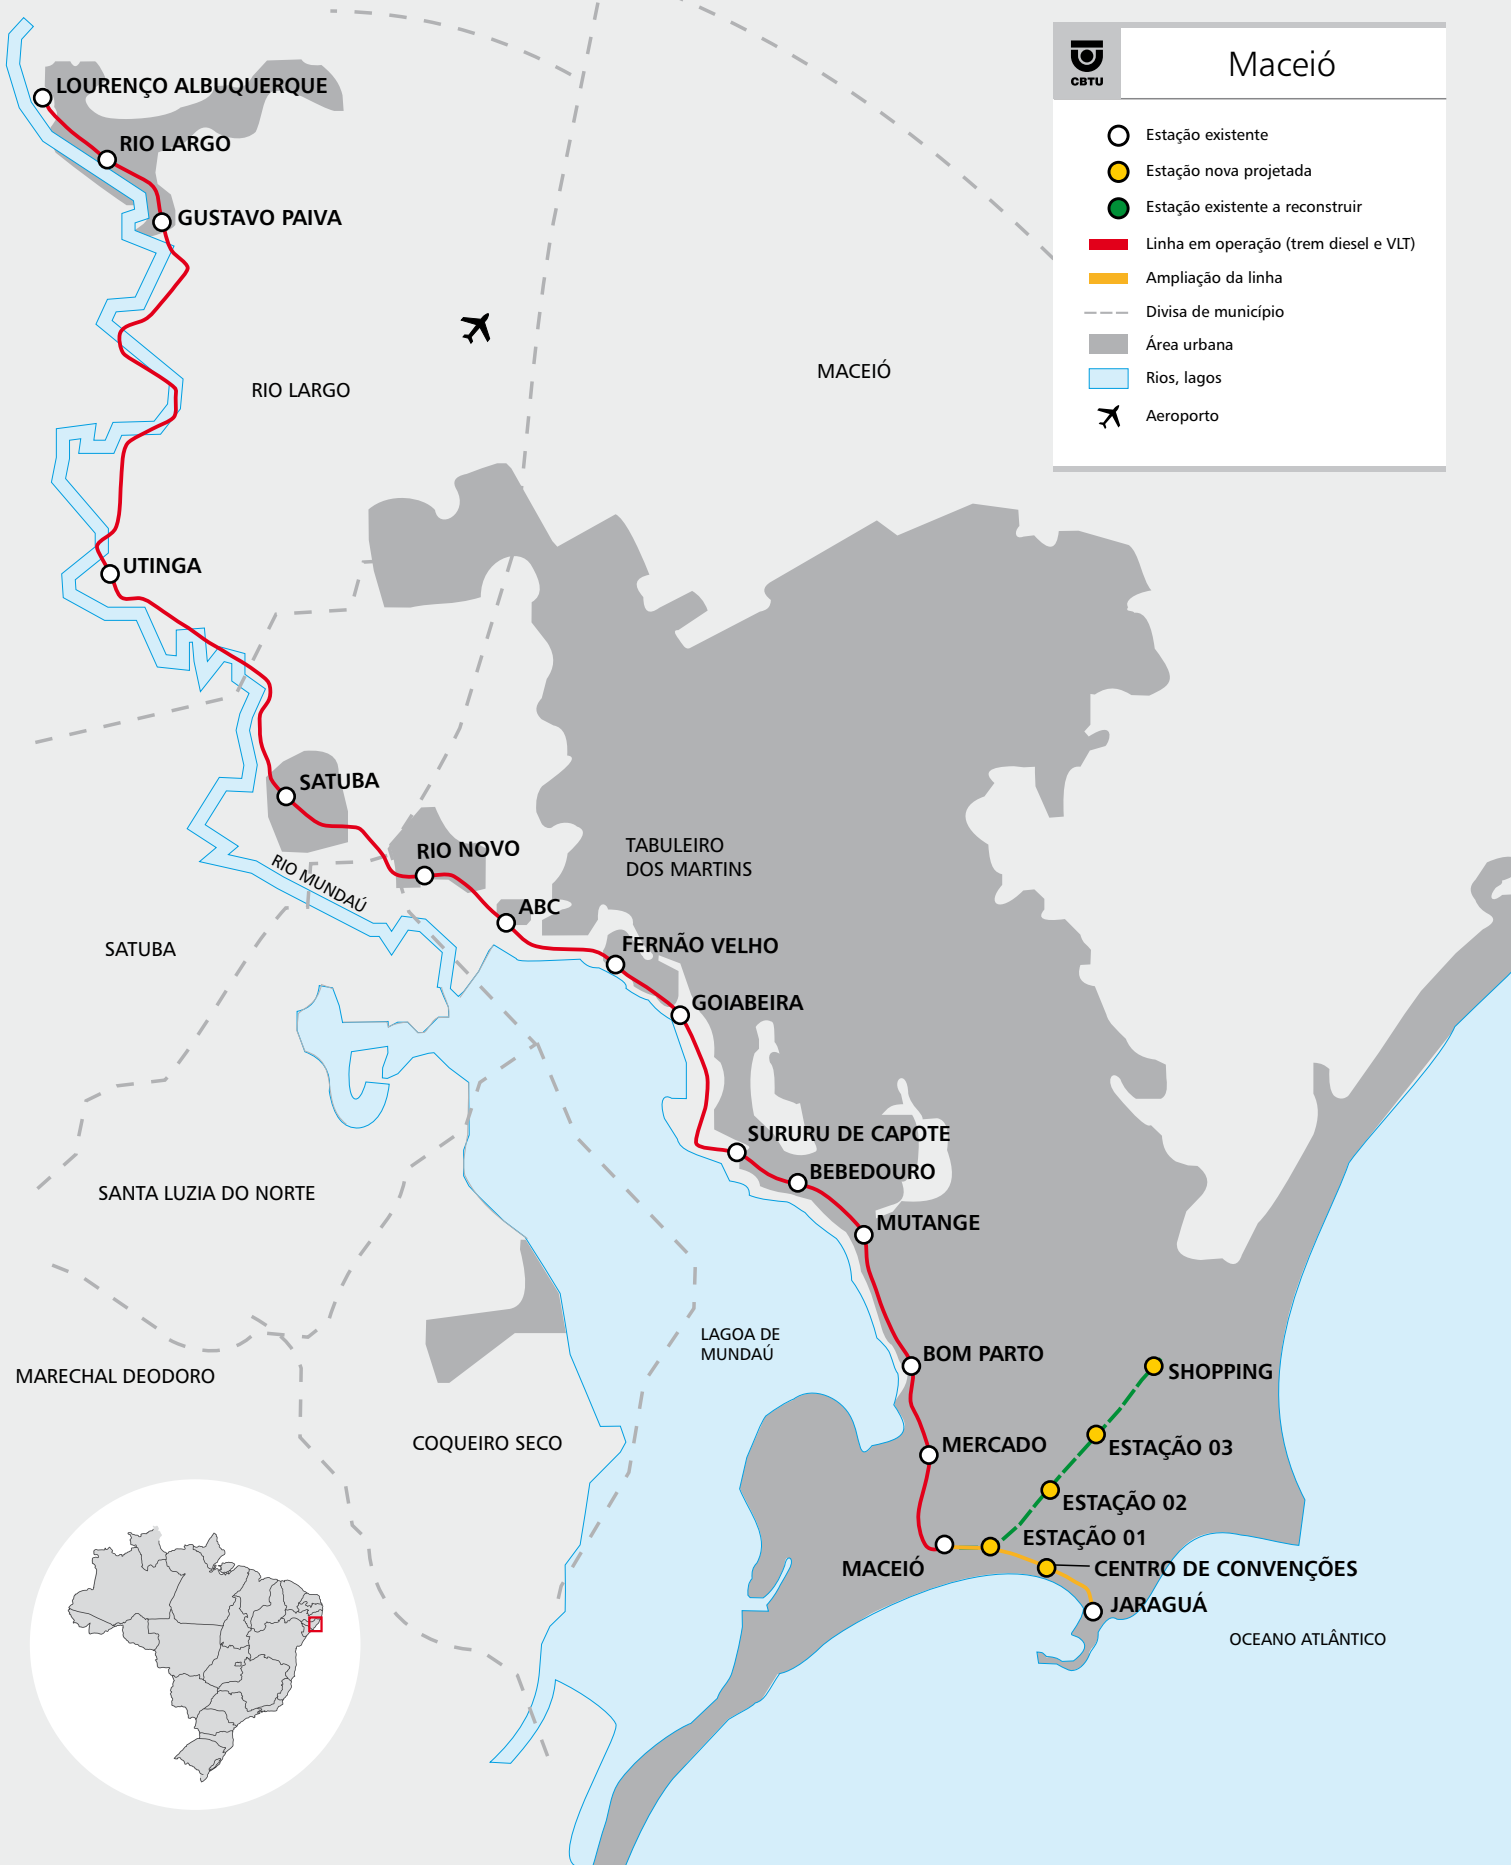 CBTU
Maceió
Estação existente
Estação nova projetada
Estação existente a reconstruir
Linha em operação (trem diesel e VLT)
Ampliação da linha
Divisa de município
Área urbana
Rios, lagos
Aeroporto
LOURENÇO ALBUQUERQUE
RIO LARGO
GUSTAVO PAIVA
RIO LARGO
MACEIÓ
UTINGA
SATUBA
RIO NOVO
TABULEIRO
DOS MARTINS
RIO MUNDAÚ
ABC
SATUBA
FERNÃO VELHO
GOIABEIRA
SURURU DE CAPOTE
BEBEDOURO
SANTA LUZIA DO NORTE
MUTANGE
LAGOA DE
MUNDAÚ
BOM PARTO
SHOPPING
MARECHAL DEODORO
COQUEIRO SECO
MERCADO
ESTAÇÃO 03
ESTAÇÃO 02
ESTAÇÃO 01
MACEIÓ
CENTRO DE CONVENÇÕES
JARAGUÁ
OCEANO ATLÂNTICO